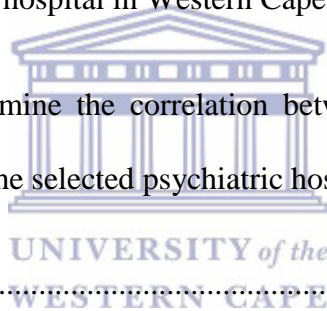 hospital in Western Cape
mine the correlation betw
he selected psychiatric hos
UNIVERSITY of the
....................................
WESTERN CAPE